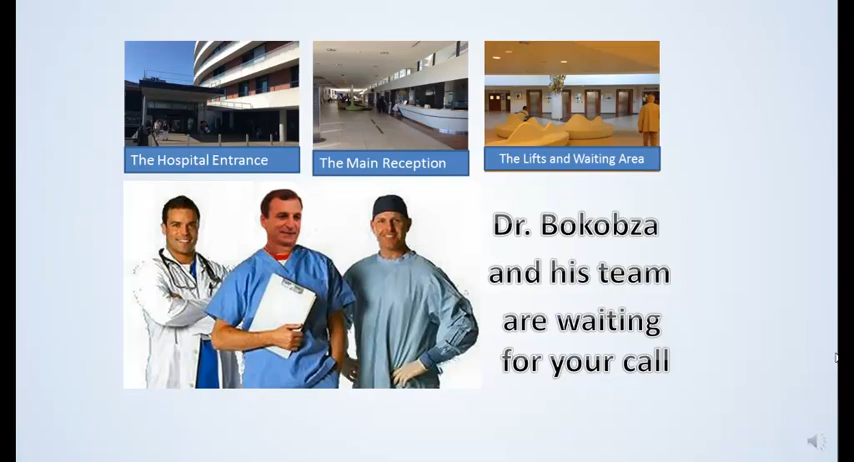 The Hospital Entrance
The Main Reception
The Lifts and Waiting Area
Dr. Bokobza
and his team
are waiting
for your call